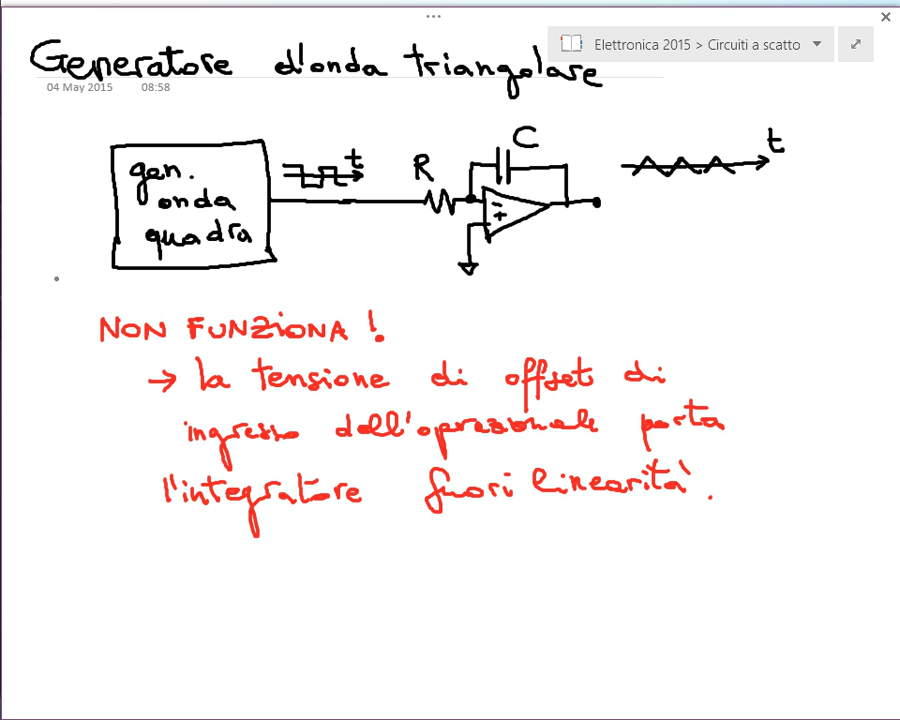 Generatore d'onda triangolare
Elettronica 2015 > Circuiti a scatto
04 May 2015 08:58
gen.
onda
quadra
t
R
C
-
+
t
NON FUNZIONA!
→ la tensione di offset di
ingresso dell'operazionale porta
l'integratore fuori linearità.